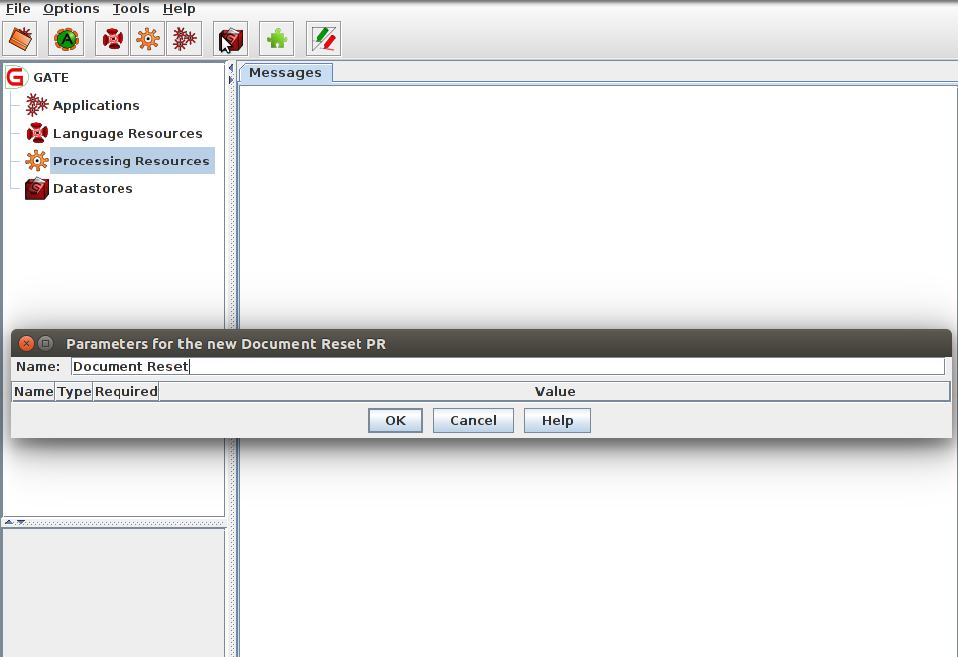 File Options Tools Help
Messages
GATE
Applications
Language Resources
Processing Resources
Datastores
Parameters for the new Document Reset PR
Name: Document Reset
Name Type Required Value
OK Cancel Help